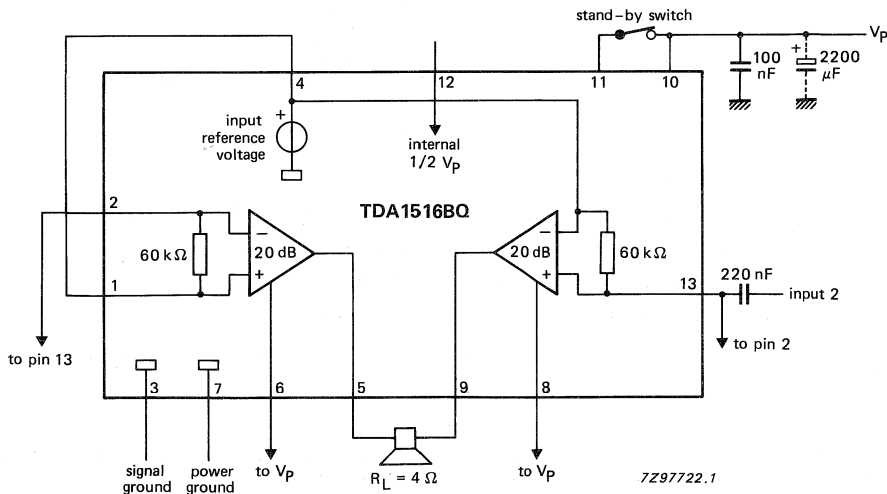 stand-by switch
VP
+
100
nF
2200
μF
4
12
11
10
+
input
reference
voltage
internal
1/2 VP
TDA1516BQ
2
60 kΩ
−
20 dB
+
1
−
20 dB
+
60 kΩ
13
220 nF
input 2
to pin 13
to pin 2
3
7
6
5
9
8
signal
ground
power
ground
to VP
RL = 4 Ω
to VP
7Z97722.1